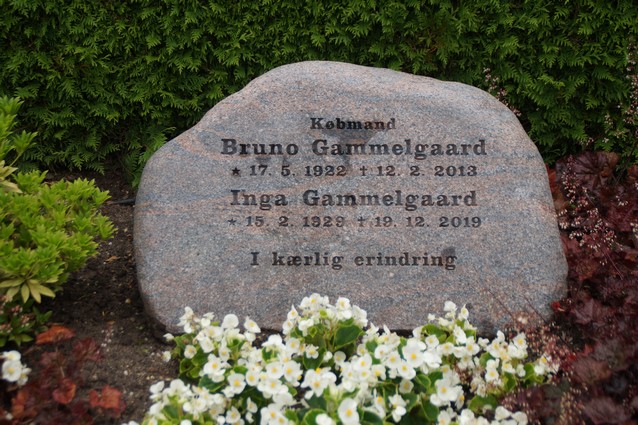 Købmand
Bruno Gammelgaard
★ 17. 5. 1922 † 12. 2. 2013
Inga Gammelgaard
★ 15. 2. 1928 † 19. 12. 2019
I kærlig erindring